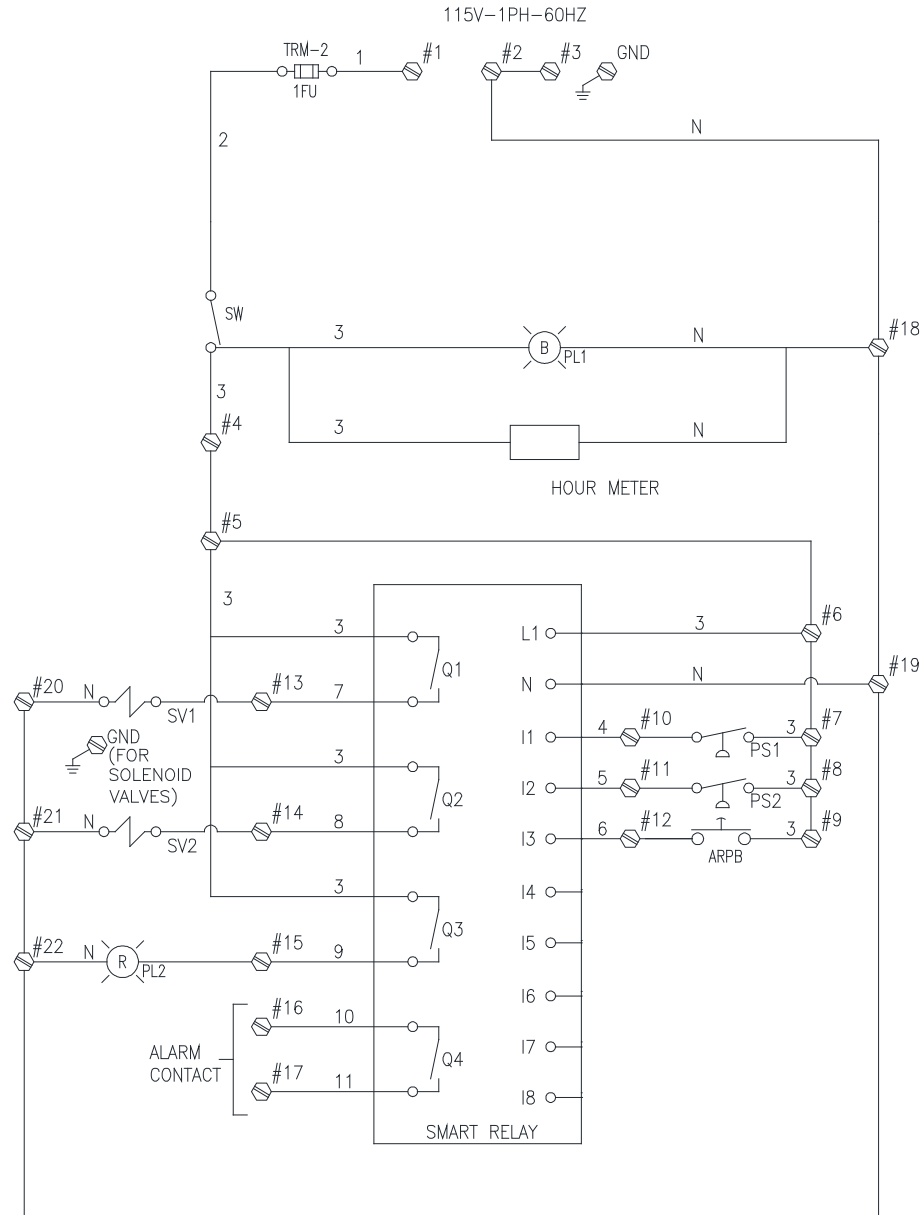 115V-1PH-60HZ
TRM-2
1
#1
#2
#3
GND
1FU
2
N
SW
3
B
PL1
N
#18
3
#4
3
N
HOUR METER
#5
3
3
L1
3
#6
Q1
N
N
#19
#20
N
SV1
#13
7
I1
4
#10
PS1
3
#7
GND
(FOR
SOLENOID
VALVES)
3
Q2
I2
5
#11
PS2
3
#8
#21
N
SV2
#14
8
I3
6
#12
ARPB
3
#9
3
Q3
I4
I5
#22
N
R
PL2
#15
9
I6
#16
10
ALARM
CONTACT
Q4
I7
#17
11
I8
SMART RELAY